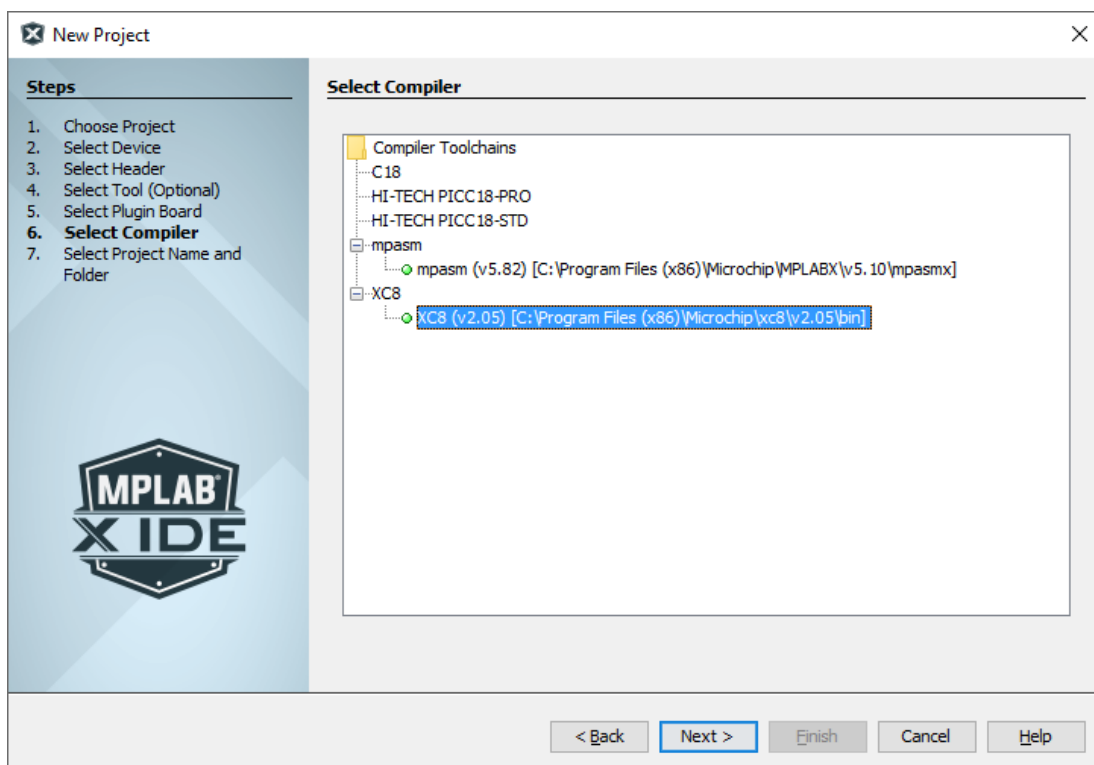 New Project
Steps
1. Choose Project
2. Select Device
3. Select Header
4. Select Tool (Optional)
5. Select Plugin Board
6. Select Compiler
7. Select Project Name and
Folder
MPLAB®
X IDE
Select Compiler
Compiler Toolchains
C18
HI-TECH PICC18-PRO
HI-TECH PICC18-STD
mpasm
mpasm (v5.82) [C:\Program Files (x86)\Microchip\MPLABX\v5.10\mpasmx]
XC8
XC8 (v2.05) [C:\Program Files (x86)\Microchip\xc8\v2.05\bin]
< Back Next > Finish Cancel Help